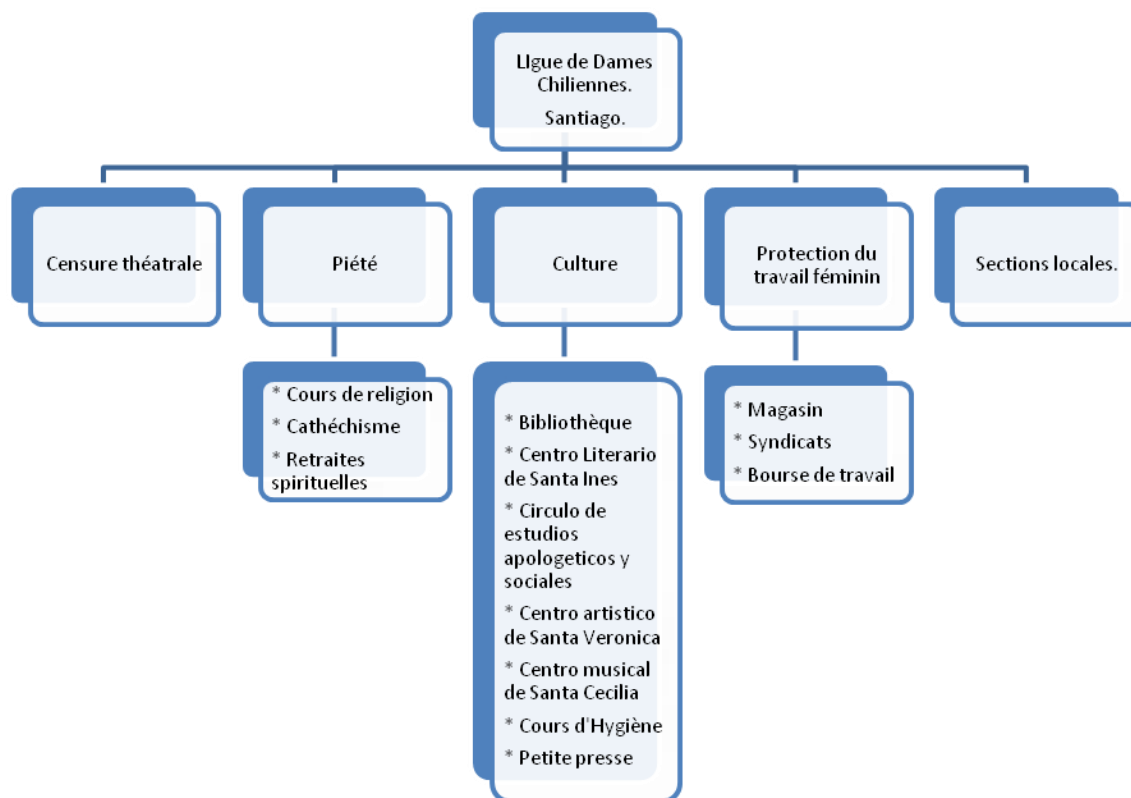 LIgue de Dames
Chiliennes.
Santiago.
Censure théatrale
Piété
Culture
Protection du
travail féminin
Sections locales.
* Cours de religion
* Cathéchisme
* Retraites
spirituelles
* Bibliothèque
* Centro Literario
de Santa Ines
* Circulo de
estudios
apologeticos y
sociales
* Centro artistico
de Santa Veronica
* Centro musical
de Santa Cecilia
* Cours d'Hygiène
* Petite presse
* Magasin
* Syndicats
* Bourse de travail